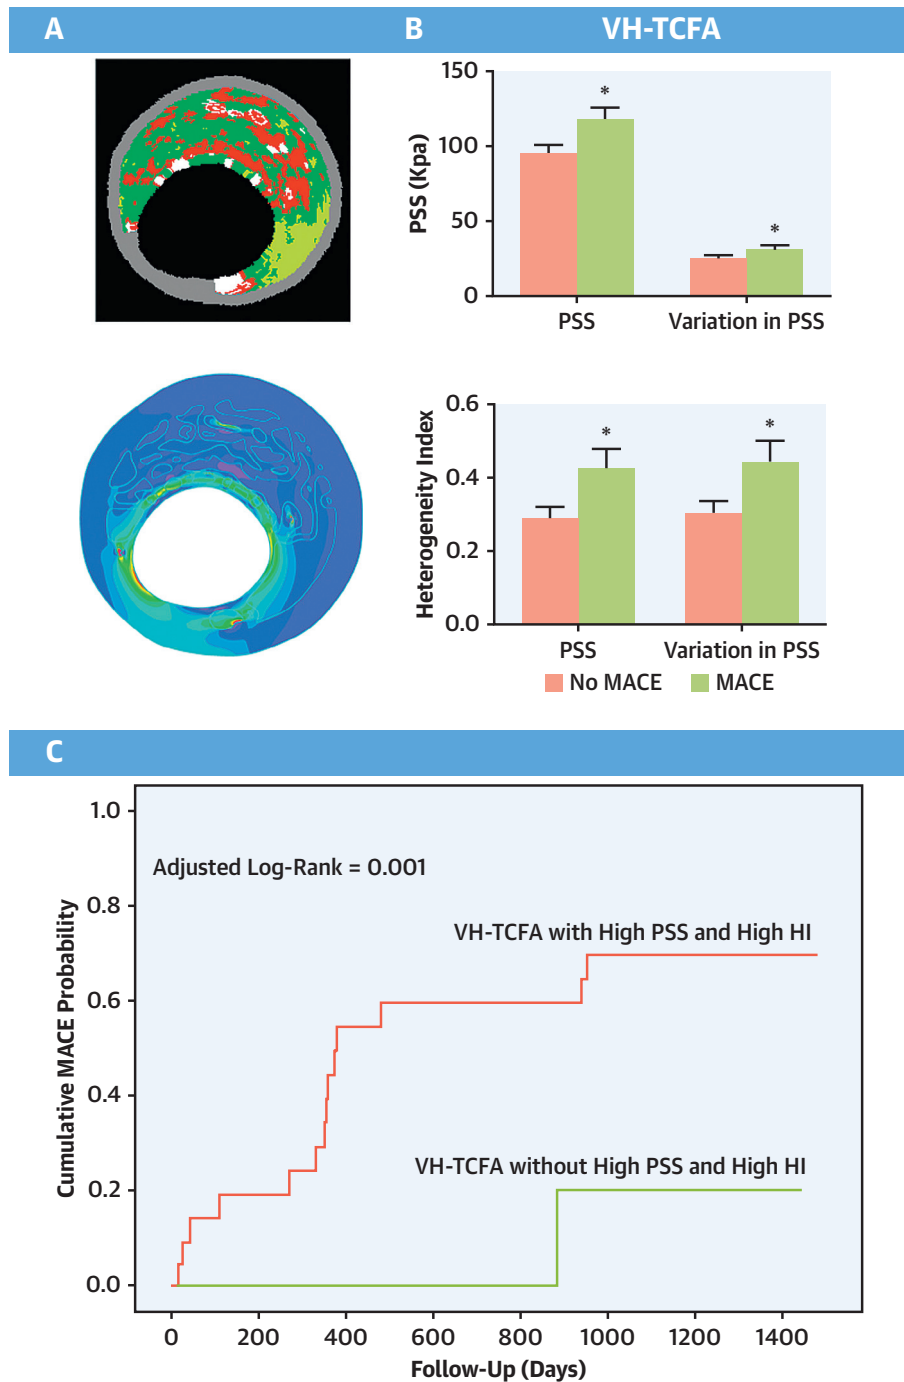 A
B
VH-TCFA
150
100
50
0
PSS (Kpa)
*
*
PSS
Variation in PSS
0.6
0.4
0.2
0.0
Heterogeneity Index
*
*
PSS
Variation in PSS
No MACE
MACE
C
1.0
0.8
0.6
0.4
0.2
0.0
Cumulative MACE Probability
Adjusted Log-Rank = 0.001
VH-TCFA with High PSS and High HI
VH-TCFA without High PSS and High HI
0 200 400 600 800 1000 1200 1400
Follow-Up (Days)